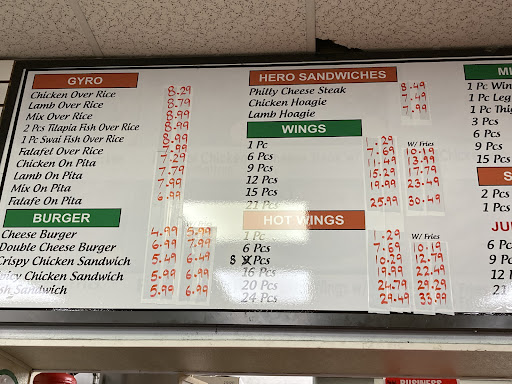 GYRO
Chicken Over Rice 8.29
Lamb Over Rice 8.79
Mix Over Rice 8.99
2 Pcs Tilapia Fish Over Rice 8.99
1 Pc Swai Fish Over Rice 8.99
Falafel Over Rice 7.99
Chicken On Pita 7.29
Lamb On Pita 7.79
Mix On Pita 7.99
Falafe On Pita 6.99
BURGER
Cheese Burger 4.99 5.98
Double Cheese Burger 6.99 7.99
Crispy Chicken Sandwich 5.49 6.49
Spicy Chicken Sandwich 5.99
Sandwich 5.99 6.99
HERO SANDWICHES
Philly Cheese Steak 8.49
Chicken Hoagie 7.49
Lamb Hoagie 7.99
WINGS
W/ Fries
1 Pc 1.29
6 Pcs 7.69 10.19
9 Pcs 11.49 13.99
12 Pcs 15.29 17.79
15 Pcs 19.99 23.49
21 Pcs 25.99 30.49
HOT WINGS
W/ Fries
1 Pc 1.29
6 Pcs 7.69 10.19
8 Pcs 10.29 12.79
16 Pcs 19.99 22.49
20 Pcs 24.79 29.29
24 Pcs 29.49 33.99
1 Pc Win
1 Pc Leg
1 Pc Thig
3 Pcs
6 Pcs
9 Pcs
15 Pcs
S
2 Pcs
1 Pcs
JU
6 Pc
9 Pc
12 P
15 P
BUSINESS